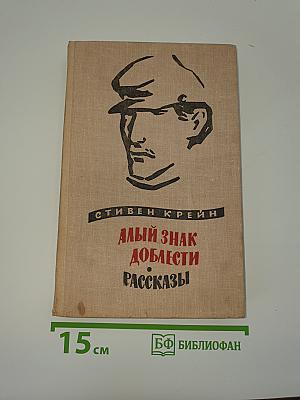 СТИВЕН КРЕЙН
АЛЫЙ ЗНАК
ДОБЛЕСТИ
•
РАССКАЗЫ
15 см
БФ БИБЛИОФАН